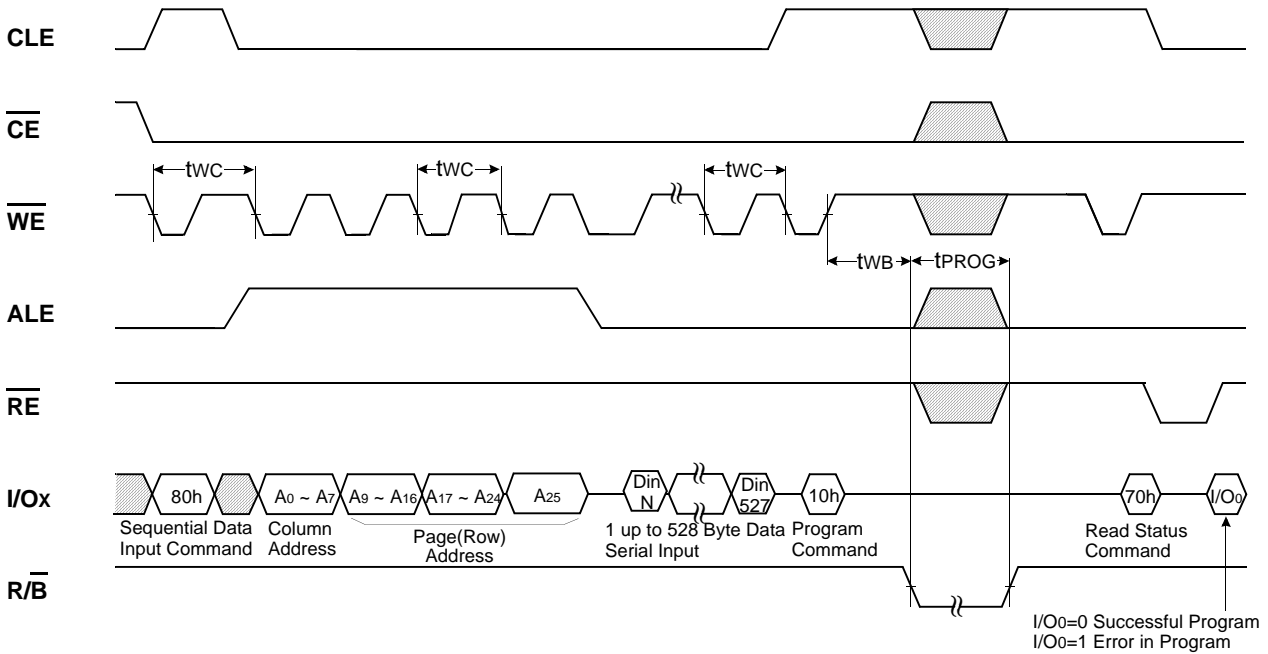 CLE
CE
tWC
tWC
tWC
WE
tWB
tPROG
ALE
RE
I/Ox
80h
A0 ~ A7
A9 ~ A16
A17 ~ A24
A25
Din
N
Din
527
10h
70h
I/O0
Sequential Data
Input Command
Column
Address
Page(Row)
Address
1 up to 528 Byte Data
Serial Input
Program
Command
Read Status
Command
R/B
I/O0=0 Successful Program
I/O0=1 Error in Program